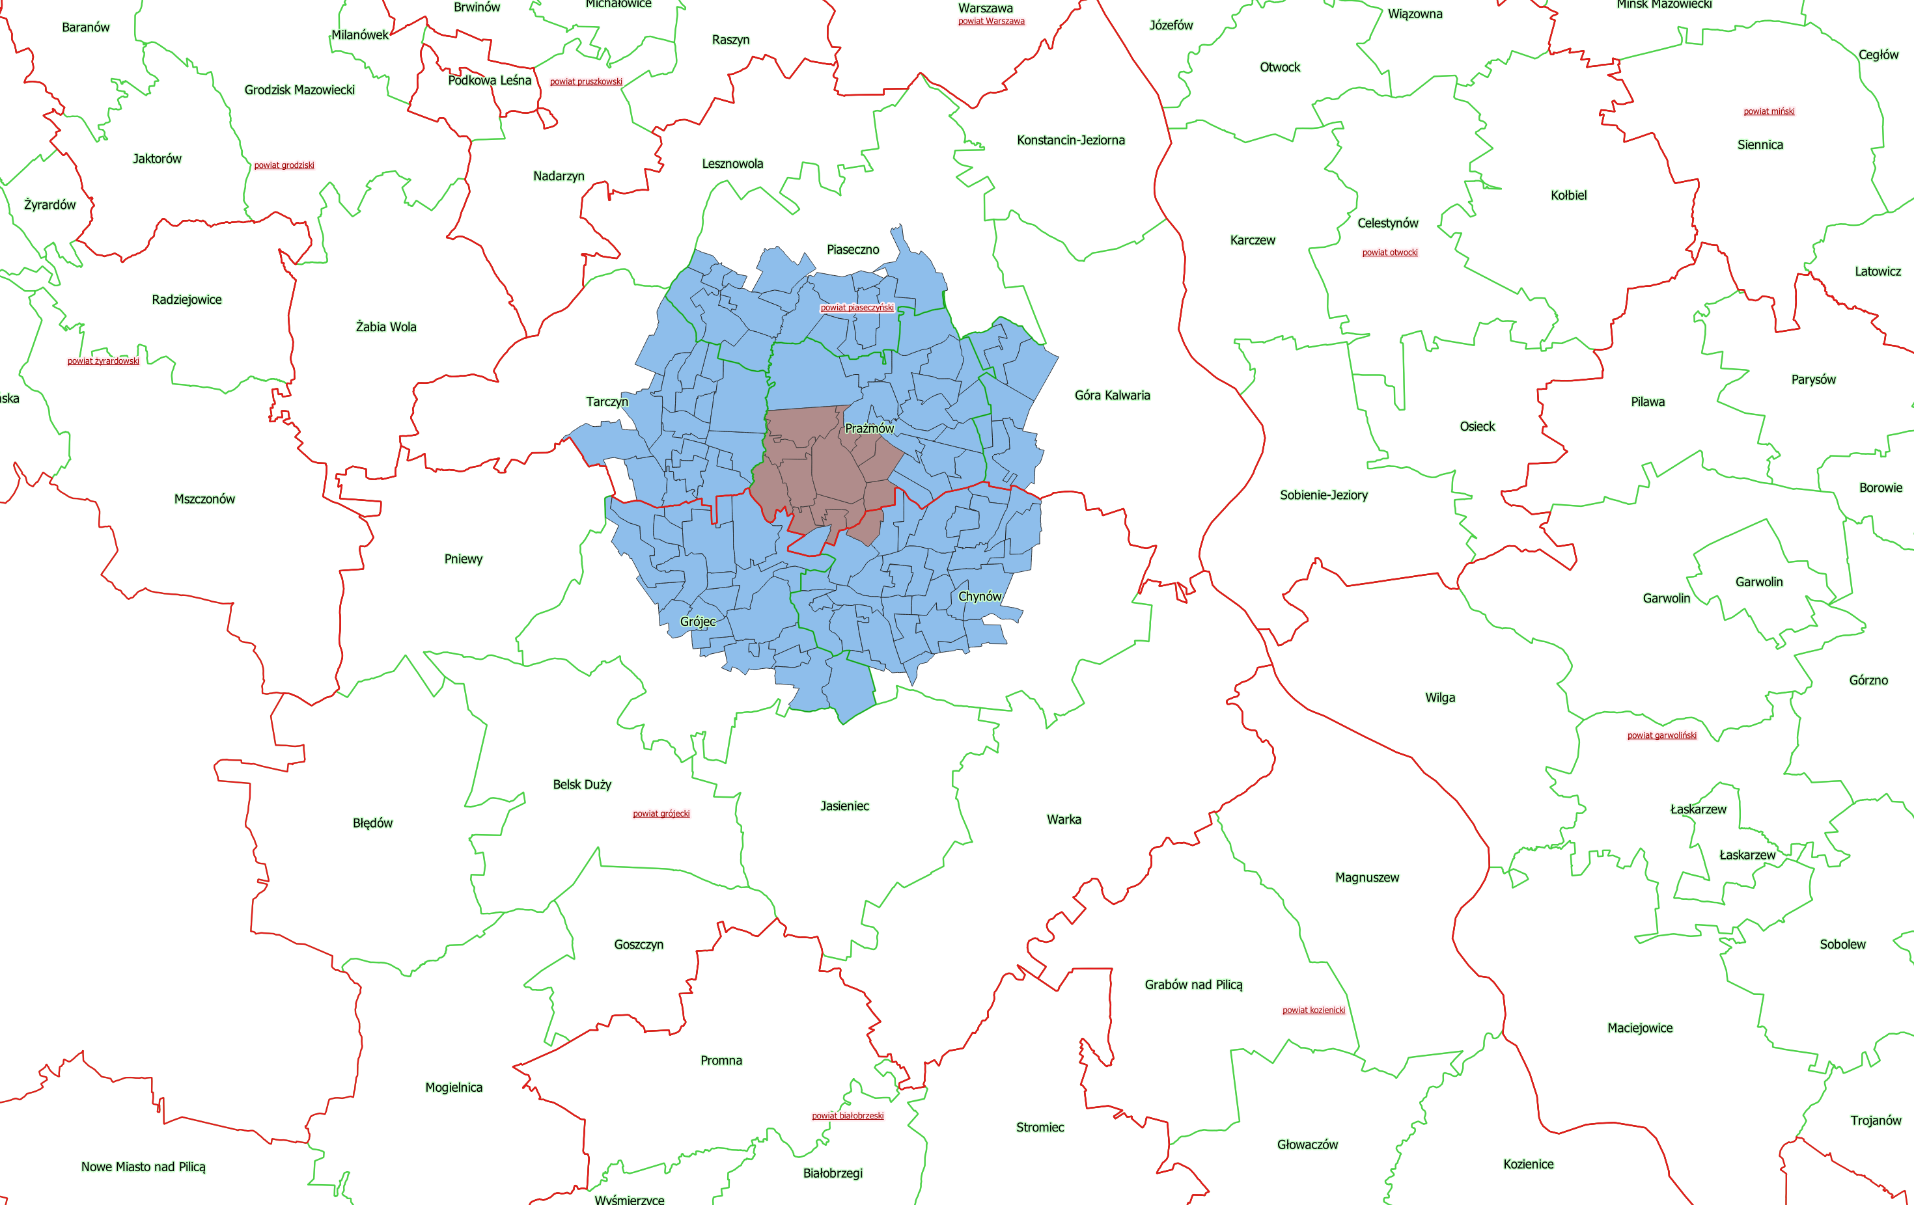 Brwinów
Michałowice
Warszawa
powiat Warszawa
Wiązowna
Mińsk Mazowiecki
Baranów
Milanówek
Raszyn
Józefów
Cegłów
Otwock
Podkowa Leśna
powiat pruszkowski
Grodzisk Mazowiecki
powiat miński
Konstancin-Jeziorna
Siennica
Jaktorów
powiat grodziski
Lesznowola
Nadarzyn
Kołbiel
Żyrardów
Celestynów
Karczew
Piaseczno
powiat otwocki
Latowicz
Radziejowice
powiat piaseczyński
Żabia Wola
powiat żyrardowski
Parysów
Góra Kalwaria
Tarczyn
Pilawa
Osieck
Prażmów
Mszczonów
Sobienie-Jeziory
Borowie
Pniewy
Garwolin
Garwolin
Chynów
Grójec
Górzno
Wilga
powiat garwoliński
Belsk Duży
Jasieniec
Łaskarzew
powiat grójecki
Błędów
Warka
Łaskarzew
Magnuszew
Goszczyn
Sobolew
Grabów nad Pilicą
powiat kozienicki
Maciejowice
Promna
Mogielnica
powiat białobrzeski
Trojanów
Stromiec
Głowaczów
Nowe Miasto nad Pilicą
Białobrzegi
Kozienice
Wyśmierzyce